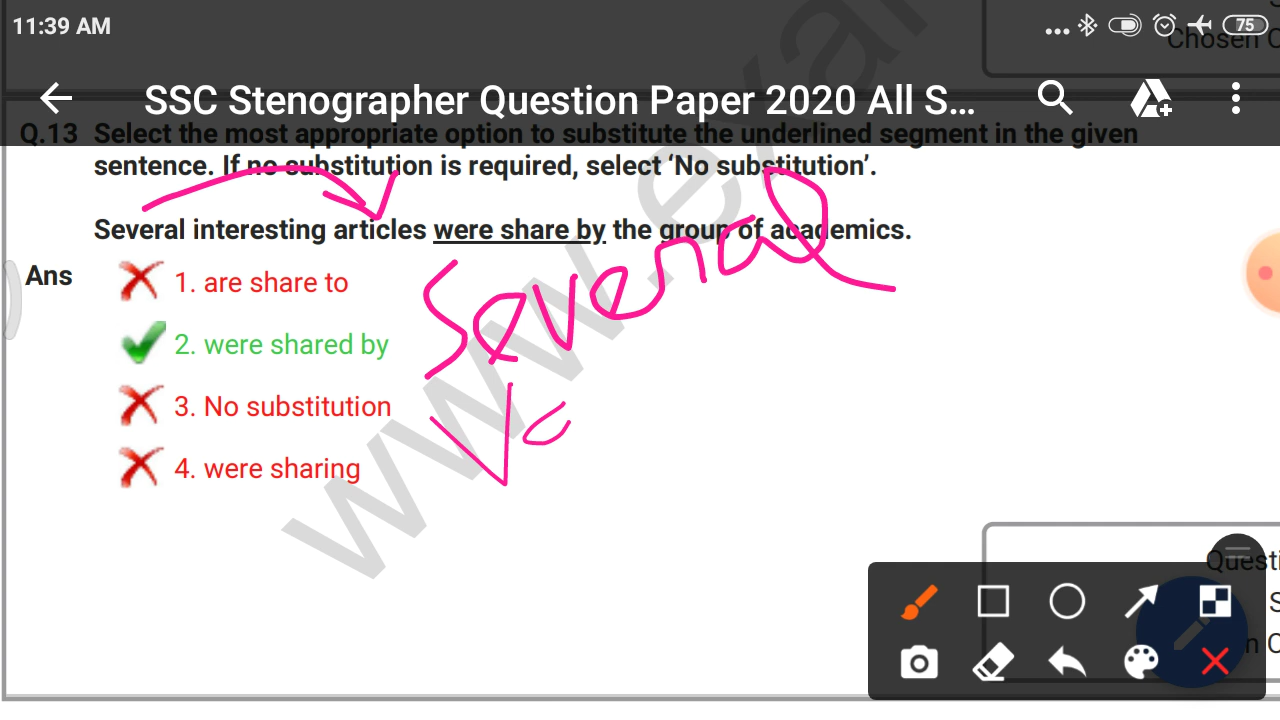 11:39 AM
... 75
Chosen
SSC Stenographer Question Paper 2020 All S...
Q.13 Select the most appropriate option to substitute the underlined segment in the given
sentence. If no substitution is required, select ‘No substitution’.
Several interesting articles were share by the group of academics.
Ans
1. are share to
2. were shared by
3. No substitution
4. were sharing
Several
Ve
www.exa
Questi
S
n C